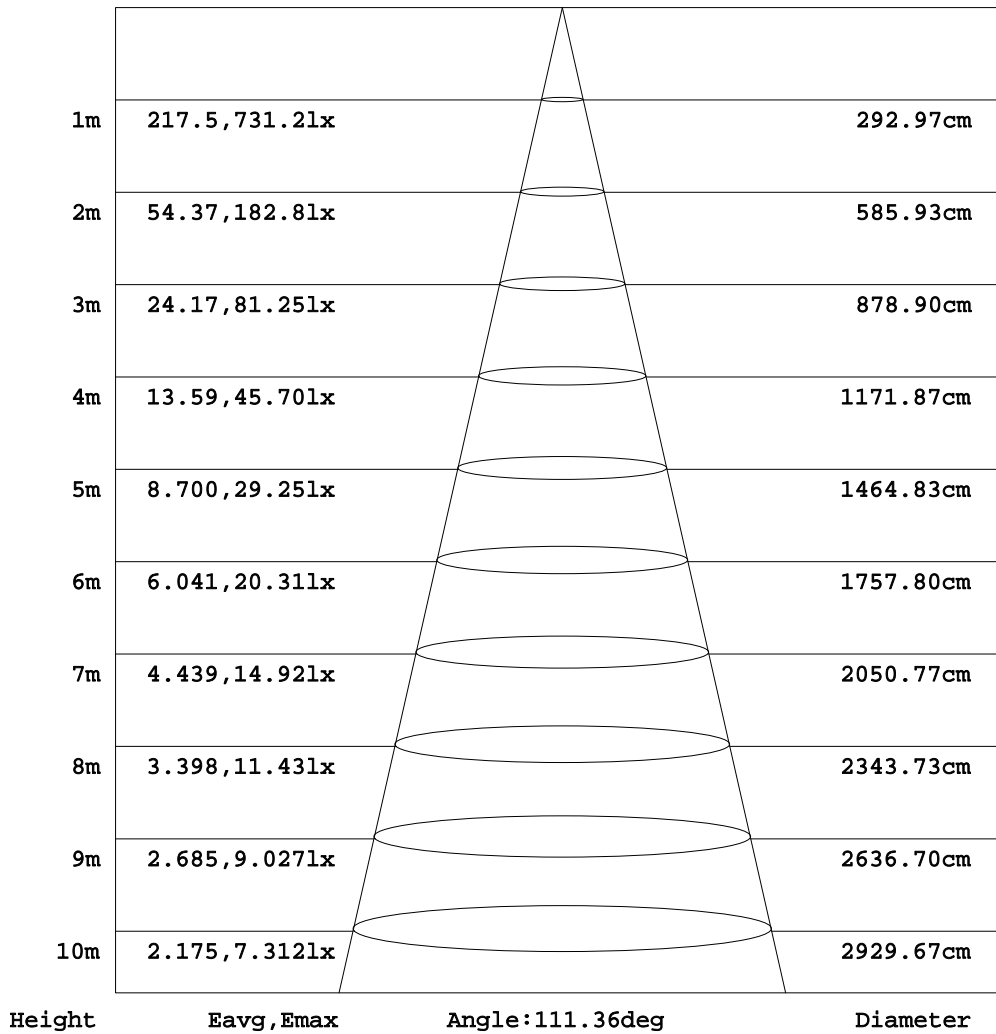 1m 217.5,731.2lx 292.97cm
2m 54.37,182.8lx 585.93cm
3m 24.17,81.25lx 878.90cm
4m 13.59,45.70lx 1171.87cm
5m 8.700,29.25lx 1464.83cm
6m 6.041,20.31lx 1757.80cm
7m 4.439,14.92lx 2050.77cm
8m 3.398,11.43lx 2343.73cm
9m 2.685,9.027lx 2636.70cm
10m 2.175,7.312lx 2929.67cm
Height Eavg,Emax Angle:111.36deg Diameter